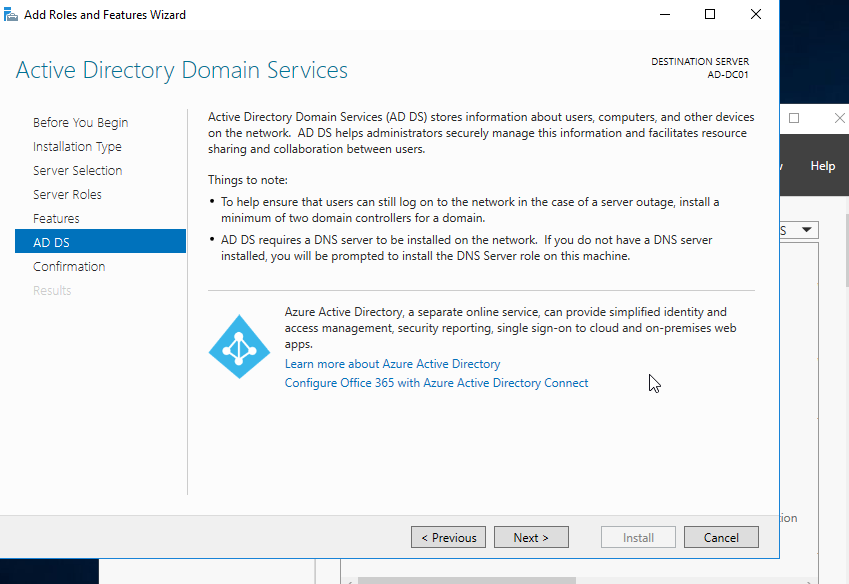 Add Roles and Features Wizard
Active Directory Domain Services
DESTINATION SERVER
AD-DC01
Before You Begin
Installation Type
Server Selection
Server Roles
Features
AD DS
Confirmation
Results
Active Directory Domain Services (AD DS) stores information about users, computers, and other devices
on the network.  AD DS helps administrators securely manage this information and facilitates resource
sharing and collaboration between users.
Things to note:
• To help ensure that users can still log on to the network in the case of a server outage, install a
minimum of two domain controllers for a domain.
• AD DS requires a DNS server to be installed on the network.  If you do not have a DNS server
installed, you will be prompted to install the DNS Server role on this machine.
Azure Active Directory, a separate online service, can provide simplified identity and
access management, security reporting, single sign-on to cloud and on-premises web
apps.
Learn more about Azure Active Directory
Configure Office 365 with Azure Active Directory Connect
< Previous
Next >
Install
Cancel
Help